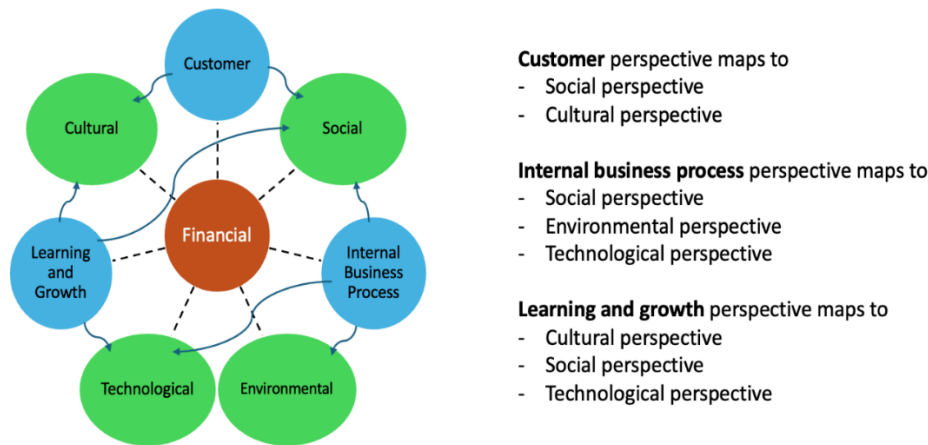 Customer
Cultural
Social
Financial
Learning
and
Growth
Internal
Business
Process
Technological
Environmental
Customer perspective maps to
- Social perspective
- Cultural perspective
Internal business process perspective maps to
- Social perspective
- Environmental perspective
- Technological perspective
Learning and growth perspective maps to
- Cultural perspective
- Social perspective
- Technological perspective